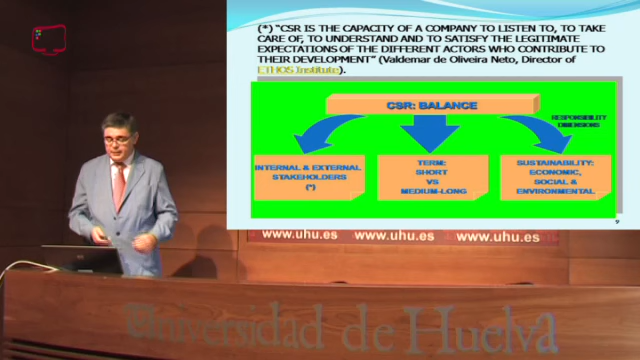 (*) "CSR IS THE CAPACITY OF A COMPANY TO LISTEN TO, TO TAKE
CARE OF, TO UNDERSTAND AND TO SATISFY THE LEGITIMATE
EXPECTATIONS OF THE DIFFERENT ACTORS WHO CONTRIBUTE TO
THEIR DEVELOPMENT" (Valdemar de Oliveira Neto, Director of
ETHOS Institute).
CSR: BALANCE
RESPONSIBILITY
DIMENSIONS
INTERNAL & EXTERNAL
STAKEHOLDERS
(*)
TERM:
SHORT
VS
MEDIUM-LONG
SUSTAINABILITY:
ECONOMIC,
SOCIAL &
ENVIRONMENTAL
9
www.uhu.es www.uhu.es www.uhu.es
Universidad de Huelva